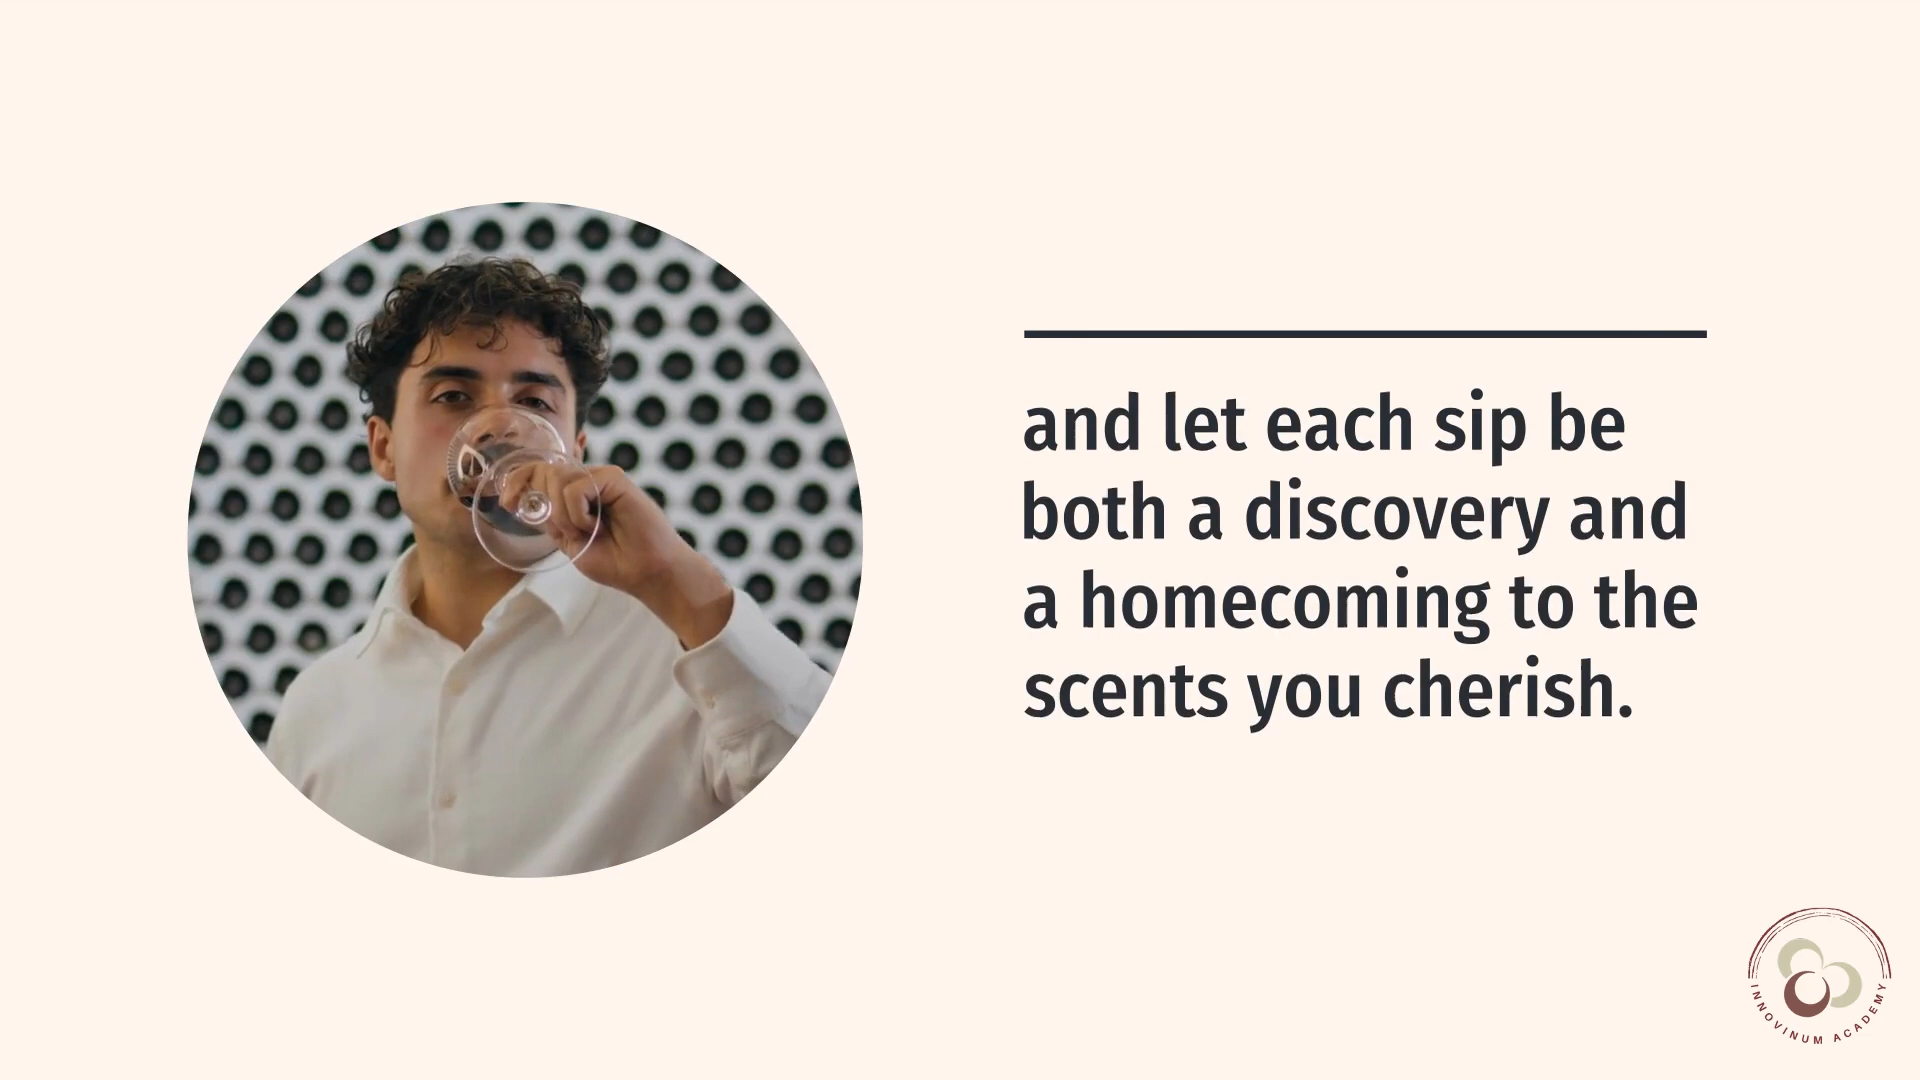 and let each sip be
both a discovery and
a homecoming to the
scents you cherish.
INNOVINUM ACADEMY